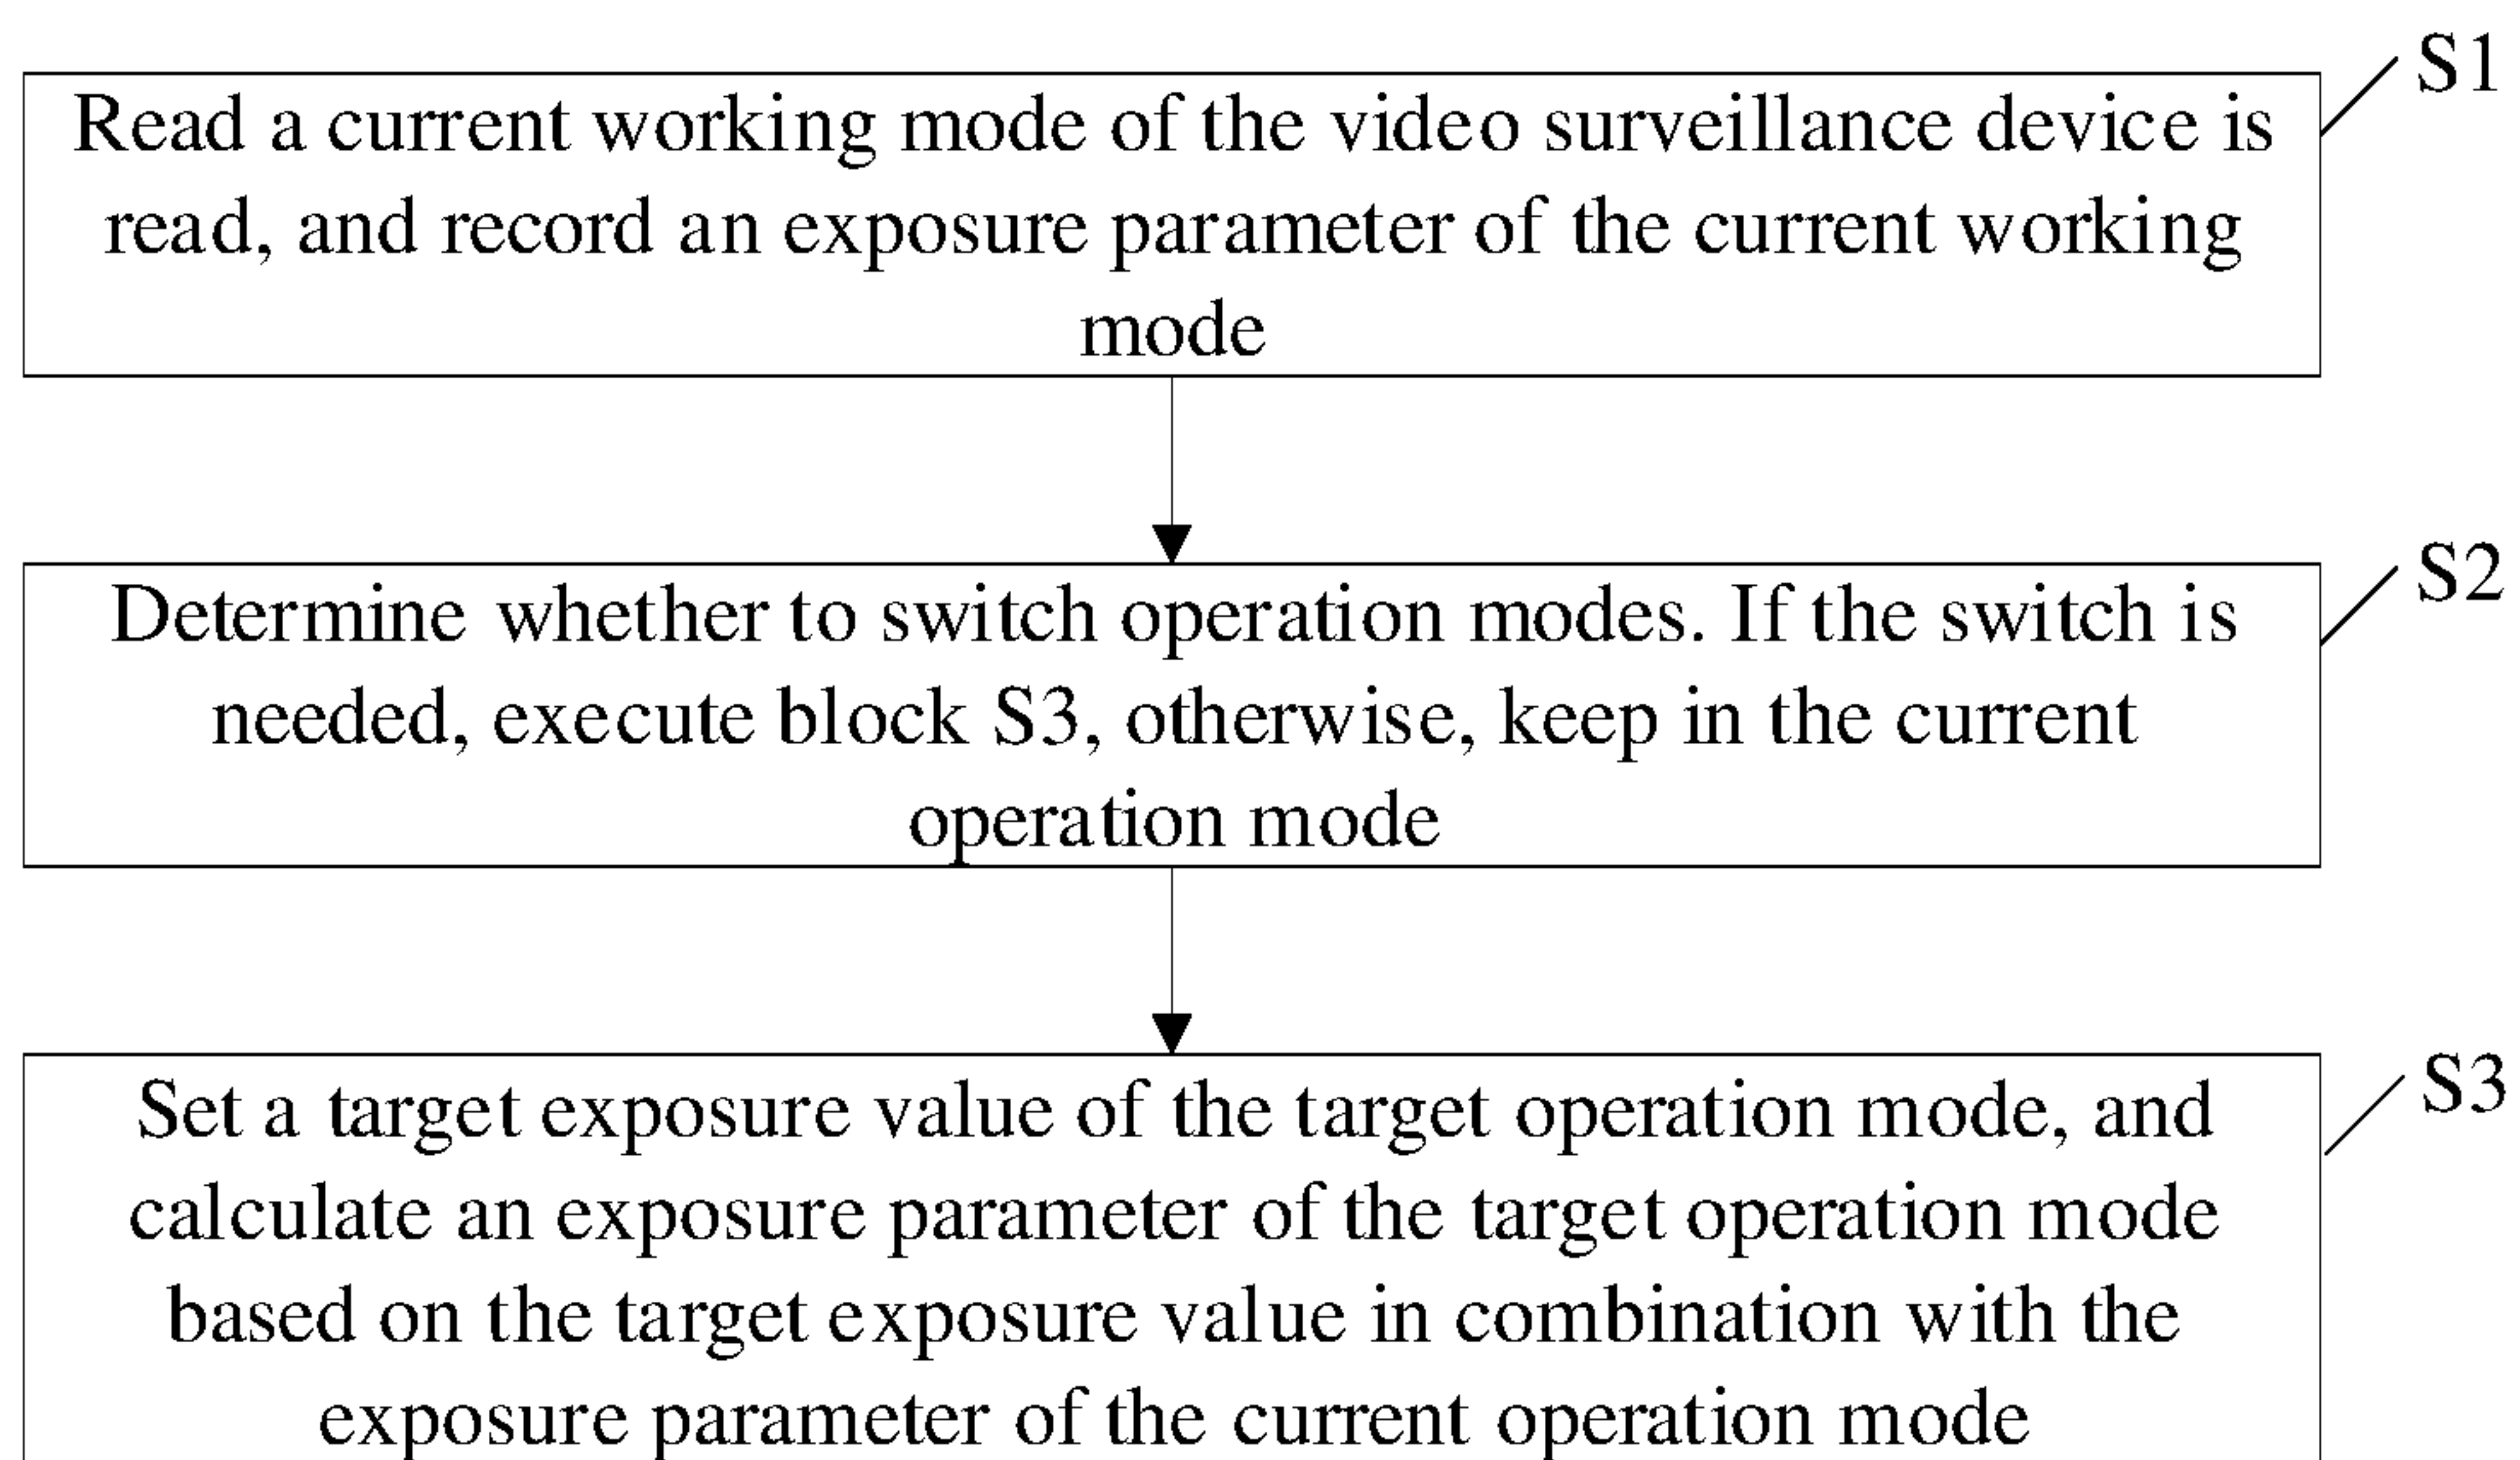 S1
Read a current working mode of the video surveillance device is
read, and record an exposure parameter of the current working
mode
S2
Determine whether to switch operation modes. If the switch is
needed, execute block S3, otherwise, keep in the current
operation mode
S3
Set a target exposure value of the target operation mode, and
calculate an exposure parameter of the target operation mode
based on the target exposure value in combination with the
exposure parameter of the current operation mode